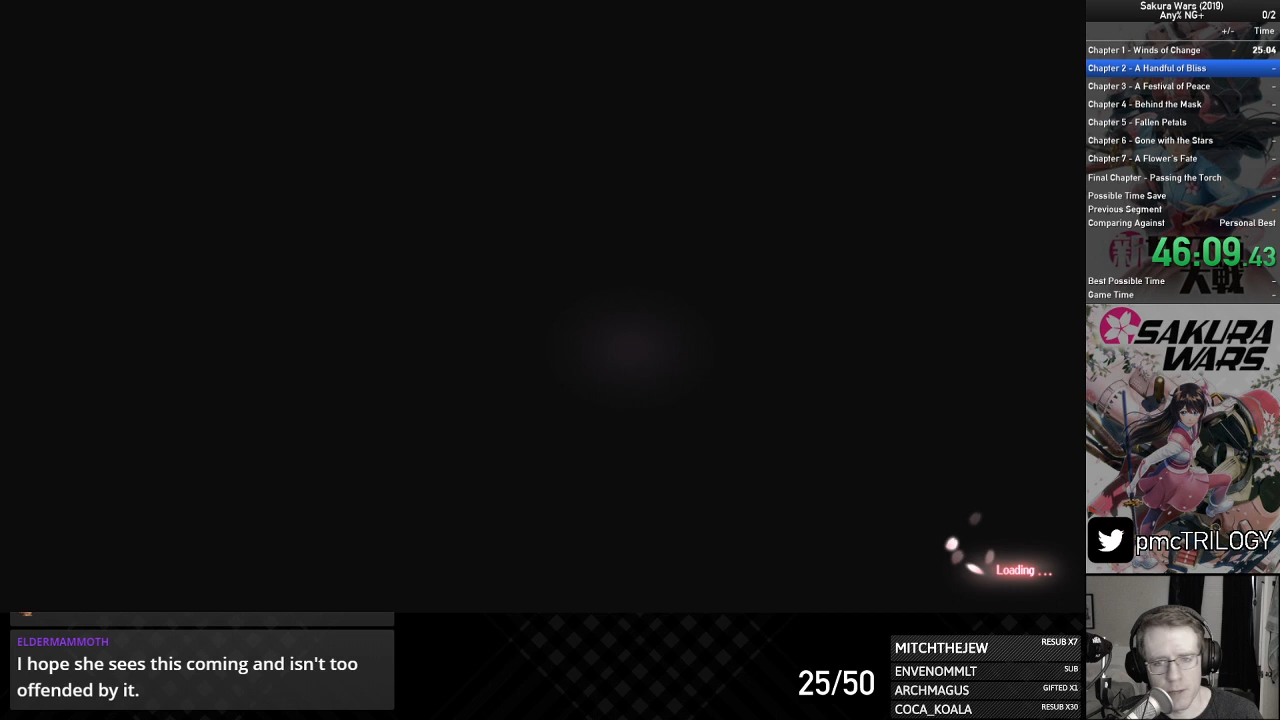 Sakura Wars (2019)
Any% NG+ 0/2
+/- Time
Chapter 1 - Winds of Change - 25.04
Chapter 2 - A Handful of Bliss -
Chapter 3 - A Festival of Peace -
Chapter 4 - Behind the Mask -
Chapter 5 - Fallen Petals -
Chapter 6 - Gone with the Stars -
Chapter 7 - A Flower's Fate -
Final Chapter - Passing the Torch -
Possible Time Save -
Previous Segment -
Comparing Against Personal Best
新
大戦
46:09.43
Best Possible Time -
Game Time -
SAKURA
WARS
pmcTRILOGY
Loading ...
ELDERMAMMOTH
I hope she sees this coming and isn't too
offended by it.
25/50
MITCHTHEJEW RESUB X7
ENVENOMMLT SUB
ARCHMAGUS GIFTED X1
COCA_KOALA RESUB X30